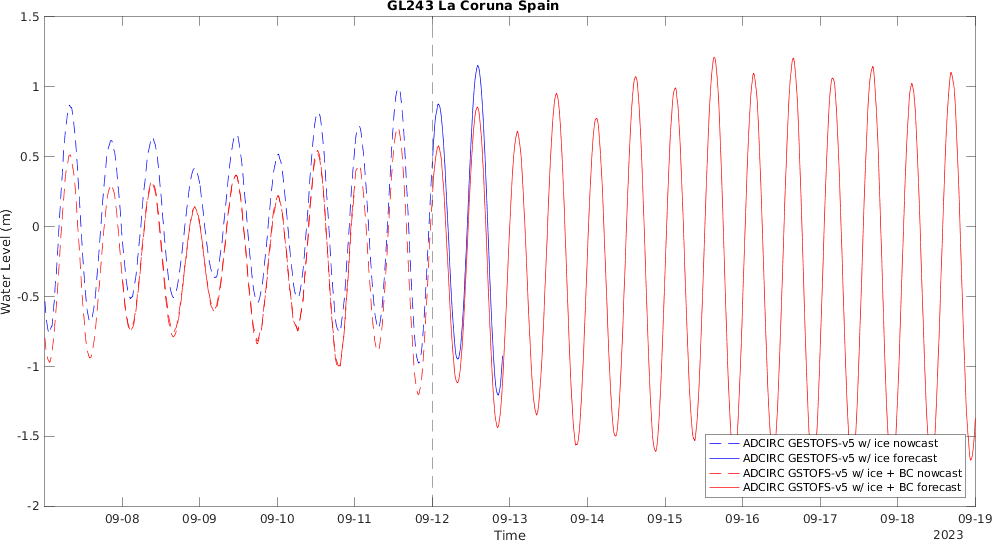 GL243 La Coruna Spain
1.5
1
0.5
0
-0.5
-1
-1.5
-2
Water Level (m)
ADCIRC GESTOFS-v5 w/ ice nowcast
ADCIRC GESTOFS-v5 w/ ice forecast
ADCIRC GSTOFS-v5 w/ ice + BC nowcast
ADCIRC GSTOFS-v5 w/ ice + BC forecast
09-08 09-09 09-10 09-11 09-12 09-13 09-14 09-15 09-16 09-17 09-18 09-19
Time
2023